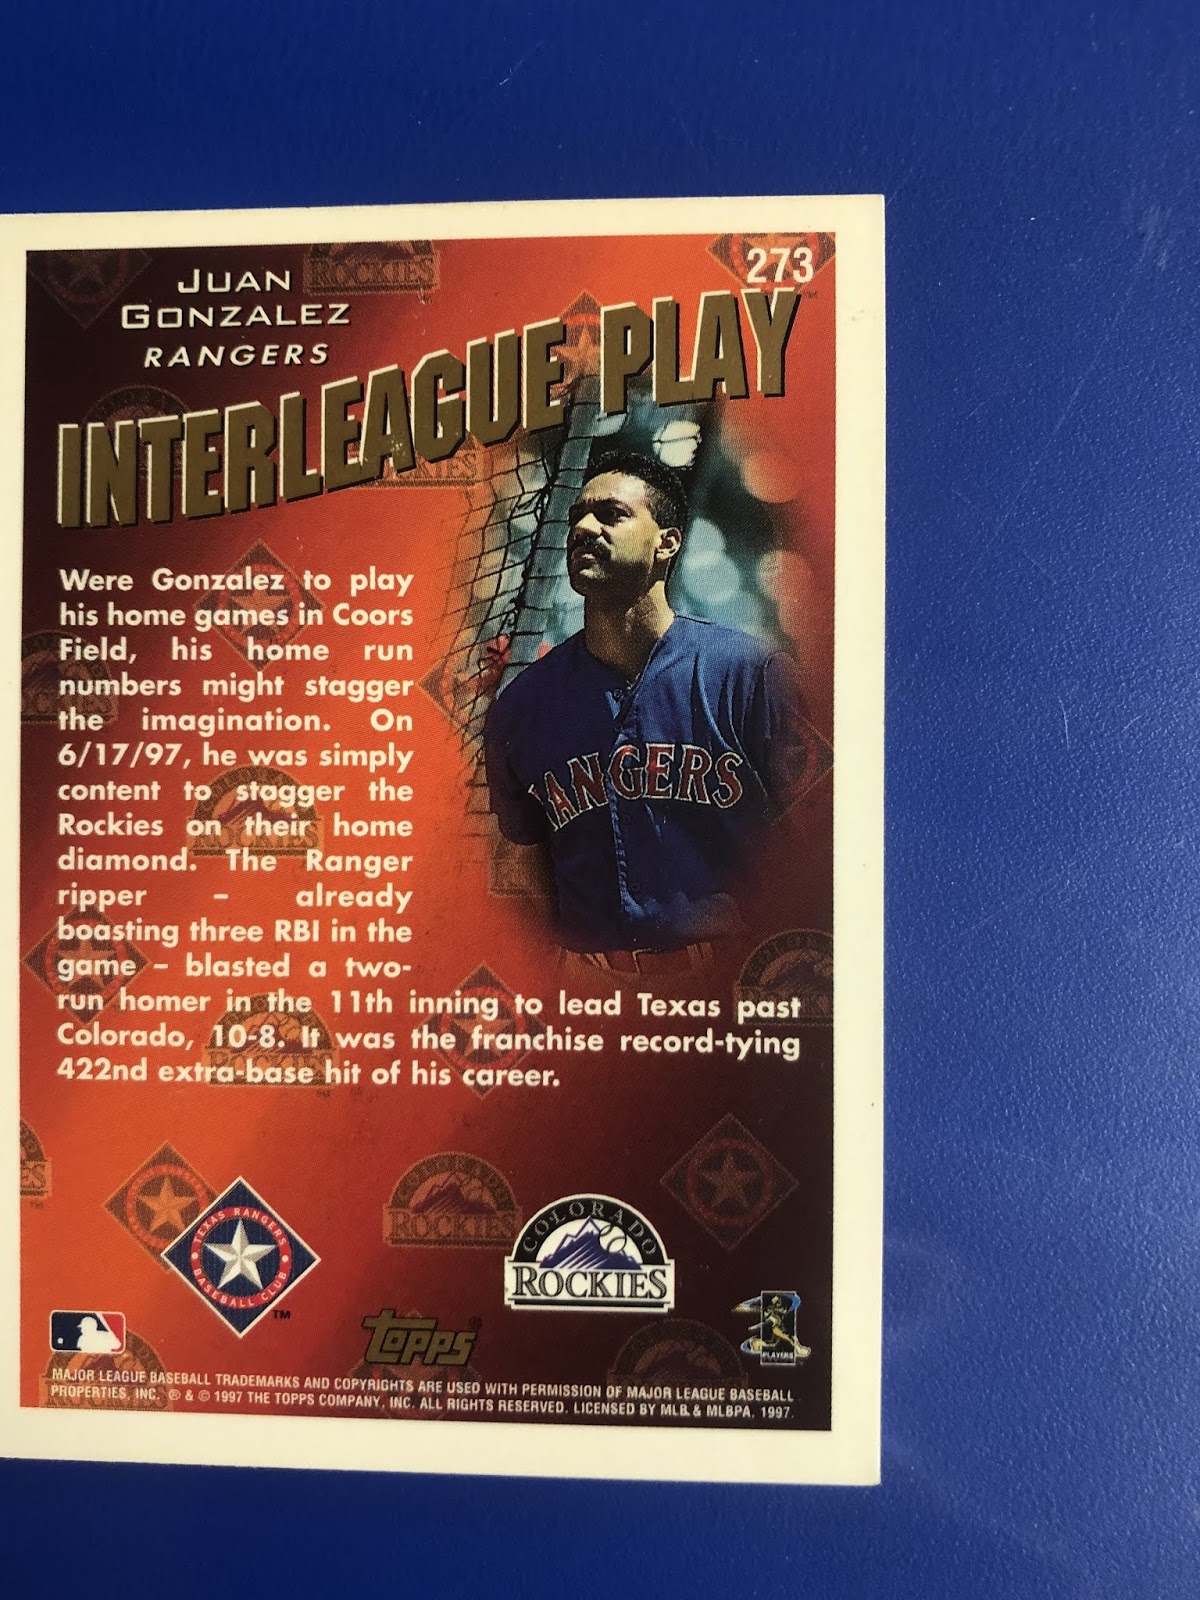 273
JUAN
GONZALEZ
RANGERS
INTERLEAGUE PLAY
Were Gonzalez to play
his home games in Coors
Field, his home run
numbers might stagger
the imagination. On
6/17/97, he was simply
content to stagger the
Rockies on their home
diamond. The Ranger
ripper – already
boasting three RBI in the
game – blasted a two-
run homer in the 11th inning to lead Texas past
Colorado, 10-8. It was the franchise record-tying
422nd extra-base hit of his career.
RANGERS
TEXAS RANGERS
BASEBALL CLUB
TM
COLORADO
ROCKIES
Topps®
PLAYERS
MAJOR LEAGUE BASEBALL TRADEMARKS AND COPYRIGHTS ARE USED WITH PERMISSION OF MAJOR LEAGUE BASEBALL
PROPERTIES, INC. ® & © 1997 THE TOPPS COMPANY, INC. ALL RIGHTS RESERVED. LICENSED BY MLB & MLBPA, 1997.